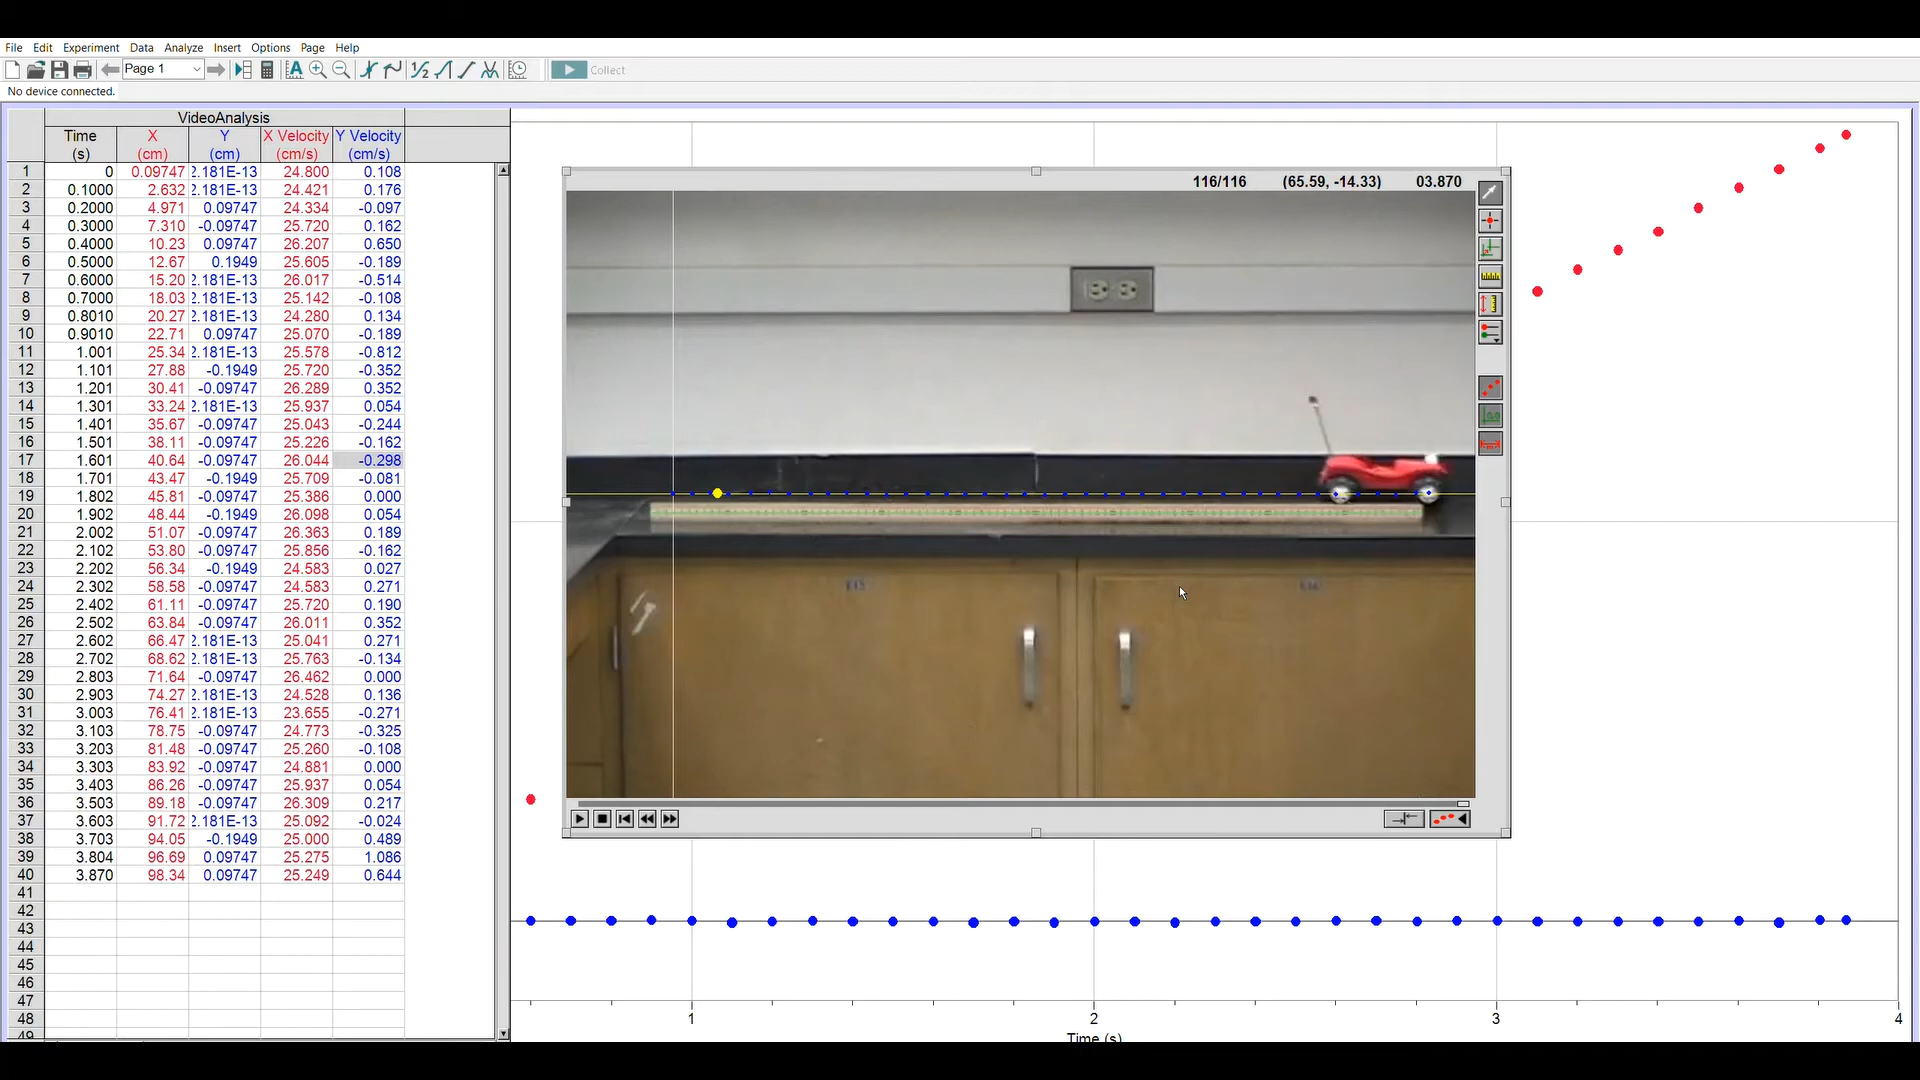 File Edit Experiment Data Analyze Insert Options Page Help
Page 1 Collect
No device connected.
VideoAnalysis
Time X Y X Velocity Y Velocity
(s) (cm) (cm) (cm/s) (cm/s)
1 0 0.09747 2.181E-13 24.800 0.108
2 0.1000 2.632 2.181E-13 24.421 0.176
3 0.2000 4.971 0.09747 24.334 -0.097
4 0.3000 7.310 -0.09747 25.720 0.162
5 0.4000 10.23 0.09747 26.207 0.650
6 0.5000 12.67 0.1949 25.605 -0.189
7 0.6000 15.20 2.181E-13 26.017 -0.514
8 0.7000 18.03 2.181E-13 25.142 -0.108
9 0.8010 20.27 2.181E-13 24.280 0.134
10 0.9010 22.71 0.09747 25.070 -0.189
11 1.001 25.34 2.181E-13 25.578 -0.812
12 1.101 27.88 -0.1949 25.720 -0.352
13 1.201 30.41 -0.09747 26.289 0.352
14 1.301 33.24 2.181E-13 25.937 0.054
15 1.401 35.67 -0.09747 25.043 -0.244
16 1.501 38.11 -0.09747 25.226 -0.162
17 1.601 40.64 -0.09747 26.044 -0.298
18 1.701 43.47 -0.1949 25.709 -0.081
19 1.802 45.81 -0.09747 25.386 0.000
20 1.902 48.44 -0.1949 26.098 0.054
21 2.002 51.07 -0.09747 26.363 0.189
22 2.102 53.80 -0.09747 25.856 -0.162
23 2.202 56.34 -0.1949 24.583 0.027
24 2.302 58.58 -0.09747 24.583 0.271
25 2.402 61.11 -0.09747 25.720 0.190
26 2.502 63.84 -0.09747 26.011 0.352
27 2.602 66.47 2.181E-13 25.041 0.271
28 2.702 68.62 2.181E-13 25.763 -0.134
29 2.803 71.64 -0.09747 26.462 0.000
30 2.903 74.27 2.181E-13 24.528 0.136
31 3.003 76.41 2.181E-13 23.655 -0.271
32 3.103 78.75 -0.09747 24.773 -0.325
33 3.203 81.48 -0.09747 25.260 -0.108
34 3.303 83.92 -0.09747 24.881 0.000
35 3.403 86.26 -0.09747 25.937 0.054
36 3.503 89.18 -0.09747 26.309 0.217
37 3.603 91.72 2.181E-13 25.092 -0.024
38 3.703 94.05 -0.1949 25.000 0.489
39 3.804 96.69 0.09747 25.275 1.086
40 3.870 98.34 0.09747 25.249 0.644
41
42
43
44
45
46
47
48
49
116/116 (65.59, -14.33) 03.870
1 2 3 4
Time (s)